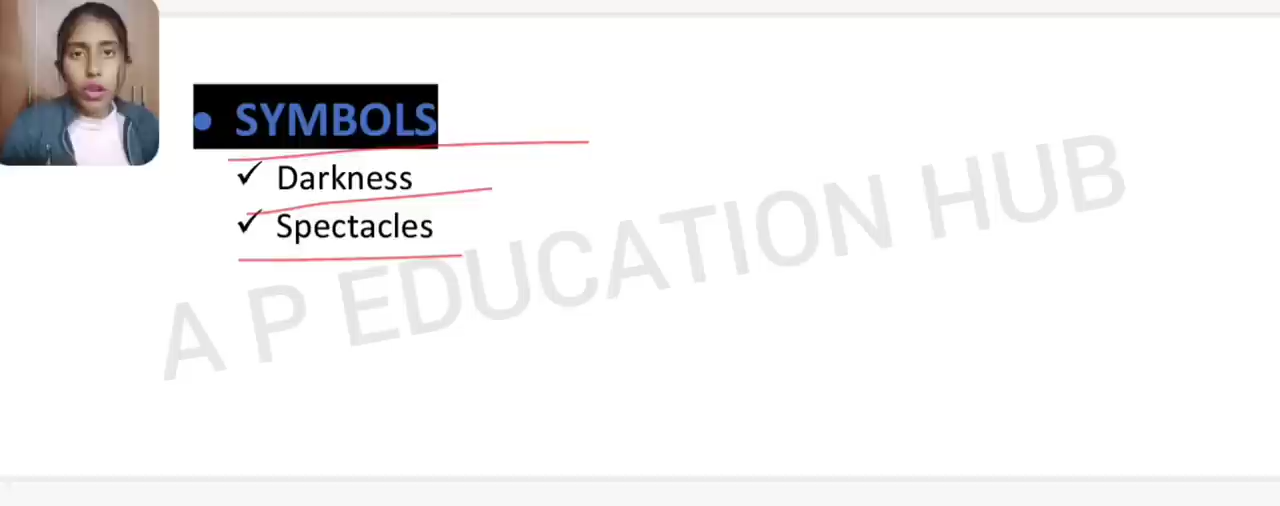 • SYMBOLS
✓ Darkness
✓ Spectacles
A P EDUCATION HUB